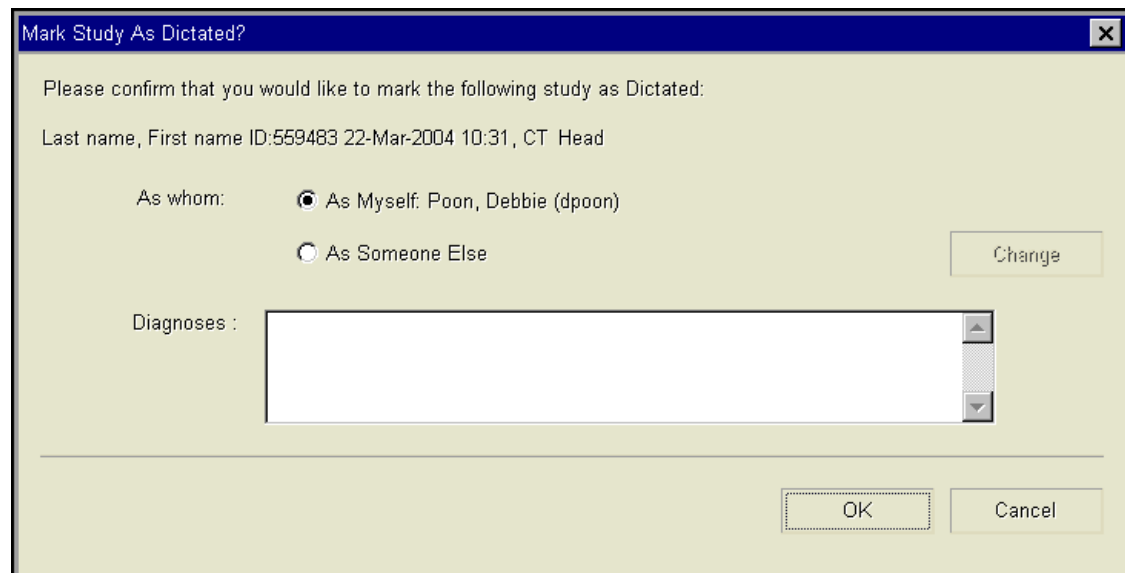 Mark Study As Dictated?
Please confirm that you would like to mark the following study as Dictated:
Last name, First name ID:559483 22-Mar-2004 10:31, CT Head
As whom: As Myself: Poon, Debbie (dpoon)
As Someone Else Change
Diagnoses :
OK Cancel